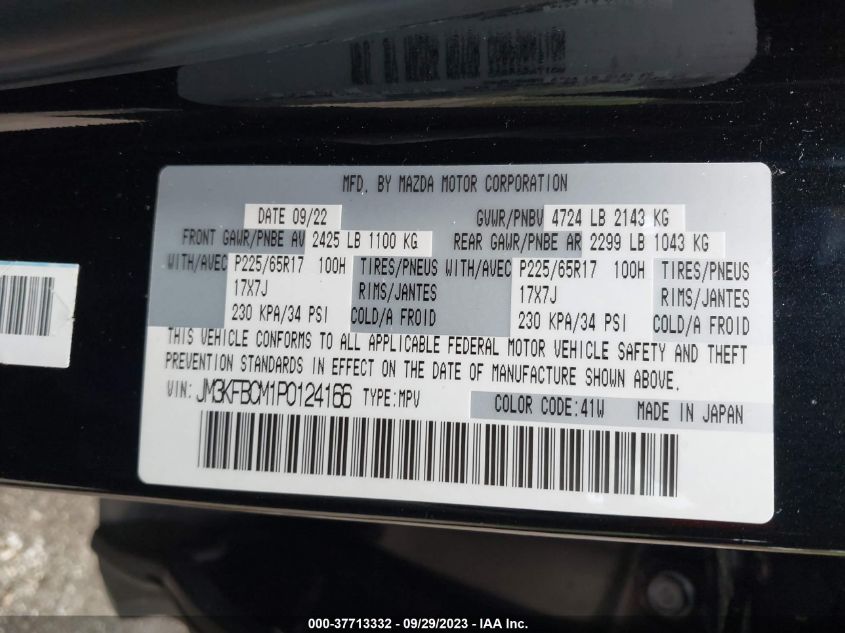 MFD. BY MAZDA MOTOR CORPORATION
DATE 09/22 GVWR/PNBV 4724 LB 2143 KG
FRONT GAWR/PNBE AV 2425 LB 1100 KG REAR GAWR/PNBE AR 2299 LB 1043 KG
WITH/AVEC P225/65R17 100H TIRES/PNEUS WITH/AVEC P225/65R17 100H TIRES/PNEUS
17X7J RIMS/JANTES 17X7J RIMS/JANTES
230 KPA/34 PSI COLD/A FROID 230 KPA/34 PSI COLD/A FROID
THIS VEHICLE CONFORMS TO ALL APPLICABLE FEDERAL MOTOR VEHICLE SAFETY AND THEFT
PREVENTION STANDARDS IN EFFECT ON THE DATE OF MANUFACTURE SHOWN ABOVE.
VIN: JM3KFBCM1P0124166 TYPE:MPV COLOR CODE:41W MADE IN JAPAN
000-37713332 - 09/29/2023 - IAA Inc.